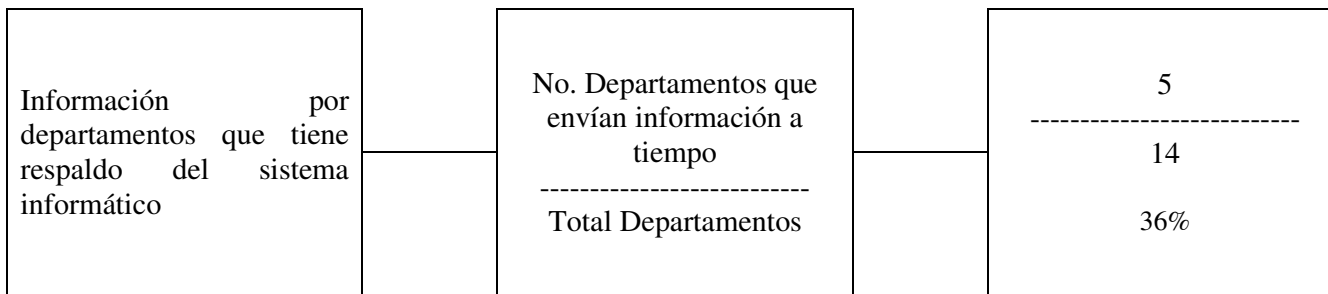 Información por
departamentos que tiene
respaldo del sistema
informático
No. Departamentos que
envían información a
tiempo
---------------------------
Total Departamentos
5
---------------------------
14
36%